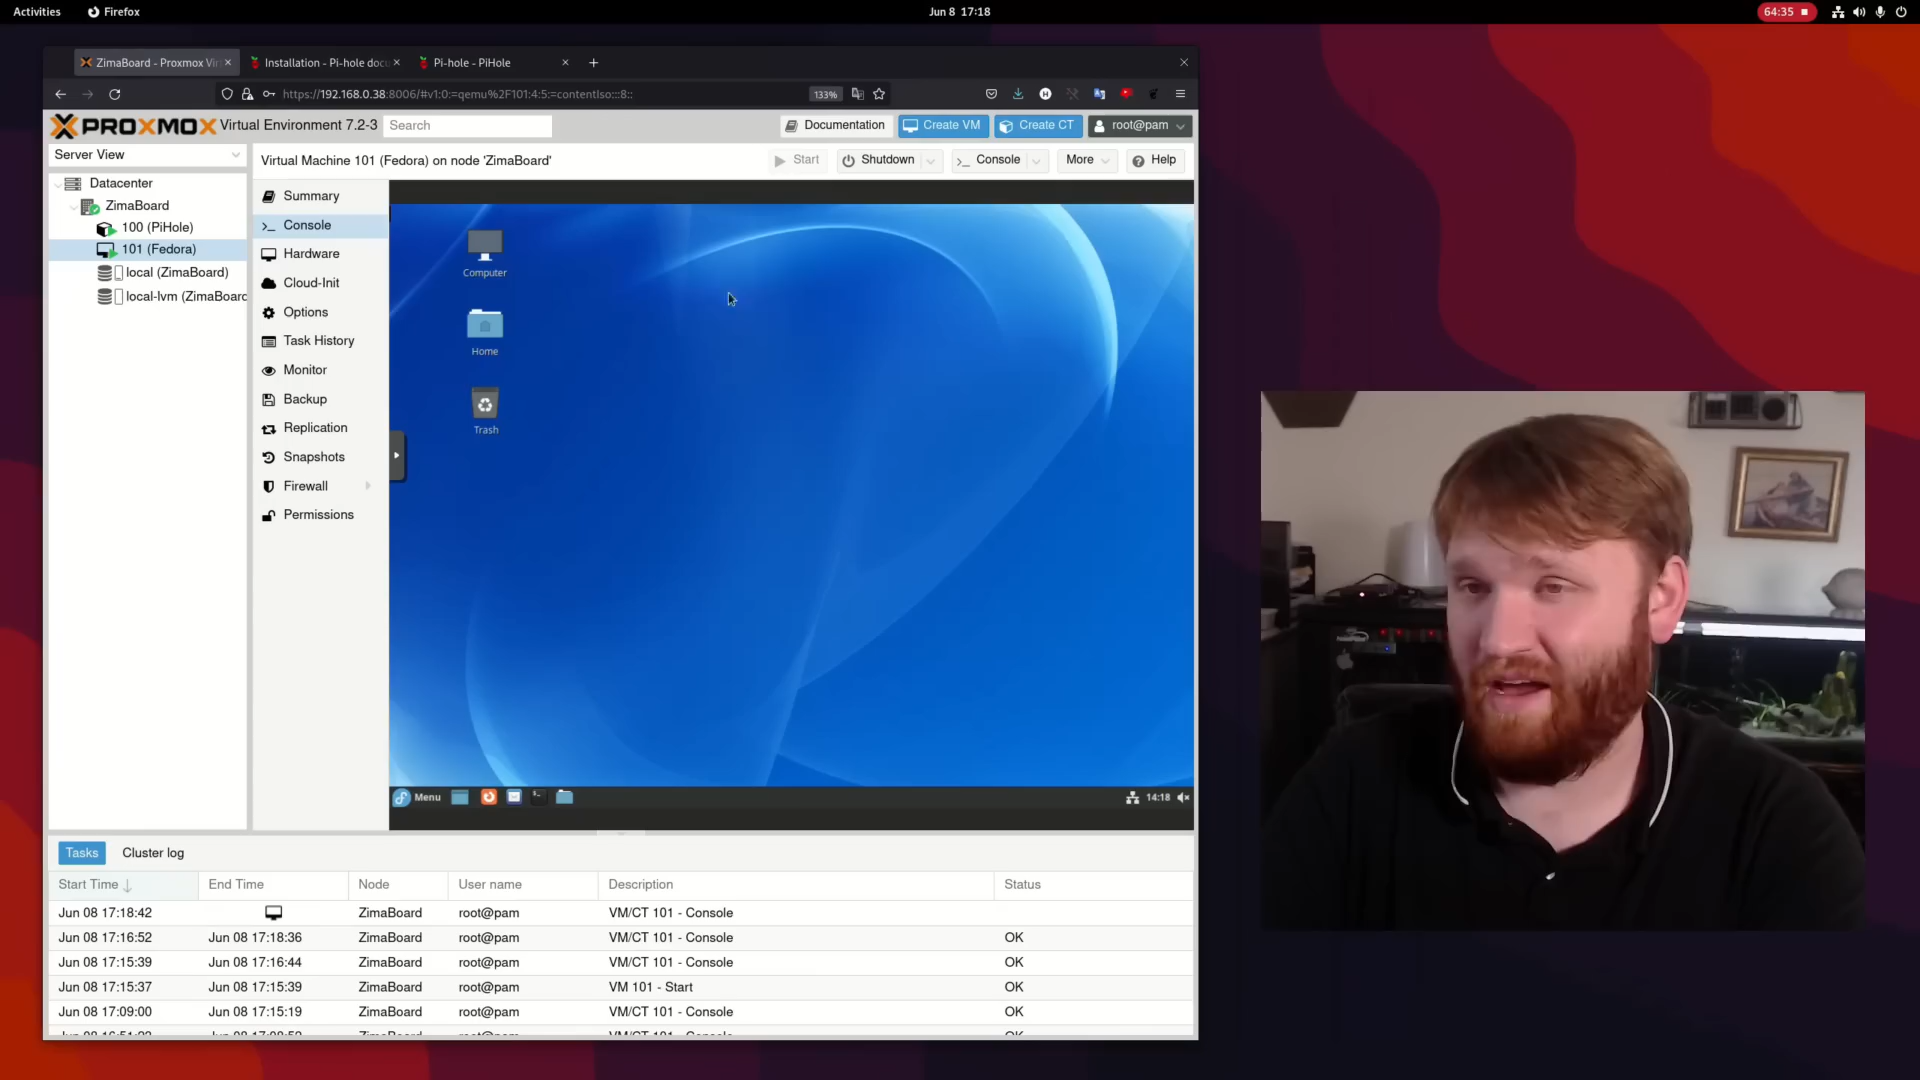 Activities
Firefox
Jun 8 17:18
64:35
ZimaBoard - Proxmox Vir
Installation - Pi-hole docu
Pi-hole - PiHole
https://192.168.0.38:8006/#v1:0:=qemu%2F101:4:5:=contentIso:::8::
133%
PROXMOX Virtual Environment 7.2-3
Search
Documentation
Create VM
Create CT
root@pam
Server View
Virtual Machine 101 (Fedora) on node 'ZimaBoard'
Start
Shutdown
Console
More
Help
Datacenter
ZimaBoard
100 (PiHole)
101 (Fedora)
local (ZimaBoard)
local-lvm (ZimaBoard
Summary
Console
Hardware
Cloud-Init
Options
Task History
Monitor
Backup
Replication
Snapshots
Firewall
Permissions
Computer
Home
Trash
Menu
14:18
Tasks
Cluster log
Start Time End Time Node User name Description Status
Jun 08 17:18:42 ZimaBoard root@pam VM/CT 101 - Console
Jun 08 17:16:52 Jun 08 17:18:36 ZimaBoard root@pam VM/CT 101 - Console OK
Jun 08 17:15:39 Jun 08 17:16:44 ZimaBoard root@pam VM/CT 101 - Console OK
Jun 08 17:15:37 Jun 08 17:15:39 ZimaBoard root@pam VM 101 - Start OK
Jun 08 17:09:00 Jun 08 17:15:19 ZimaBoard root@pam VM/CT 101 - Console OK